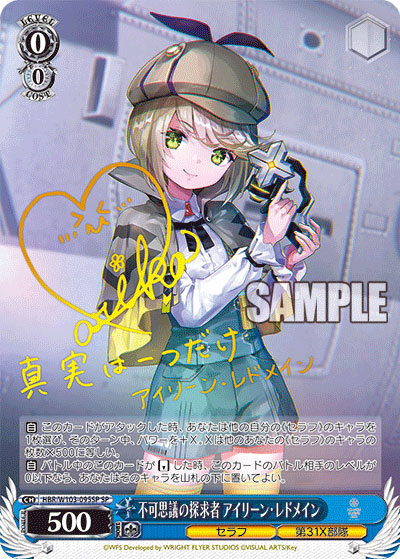 LEVEL
0
0
COST
…ふくえん…
asuka
SAMPLE
真実は一つだけ
アイリーン・レドメイン
自 このカードがアタックした時、あなたは他の自分の《セラフ》のキャラを
1枚選び、そのターン中、パワーを＋X。Xは他のあなたの《セラフ》のキャラの
枚数×500に等しい。
自 バトル中のこのカードが【】した時、このカードのバトル相手のレベルが
0以下なら、あなたはそのキャラを山札の下に置いてよい。
CH HBR/W103-095SP SP
不可思議の探求者 アイリーン・レドメイン
500
セラフ
第31X部隊
©WFS Developed by WRIGHT FLYER STUDIOS ©VISUAL ARTS/Key